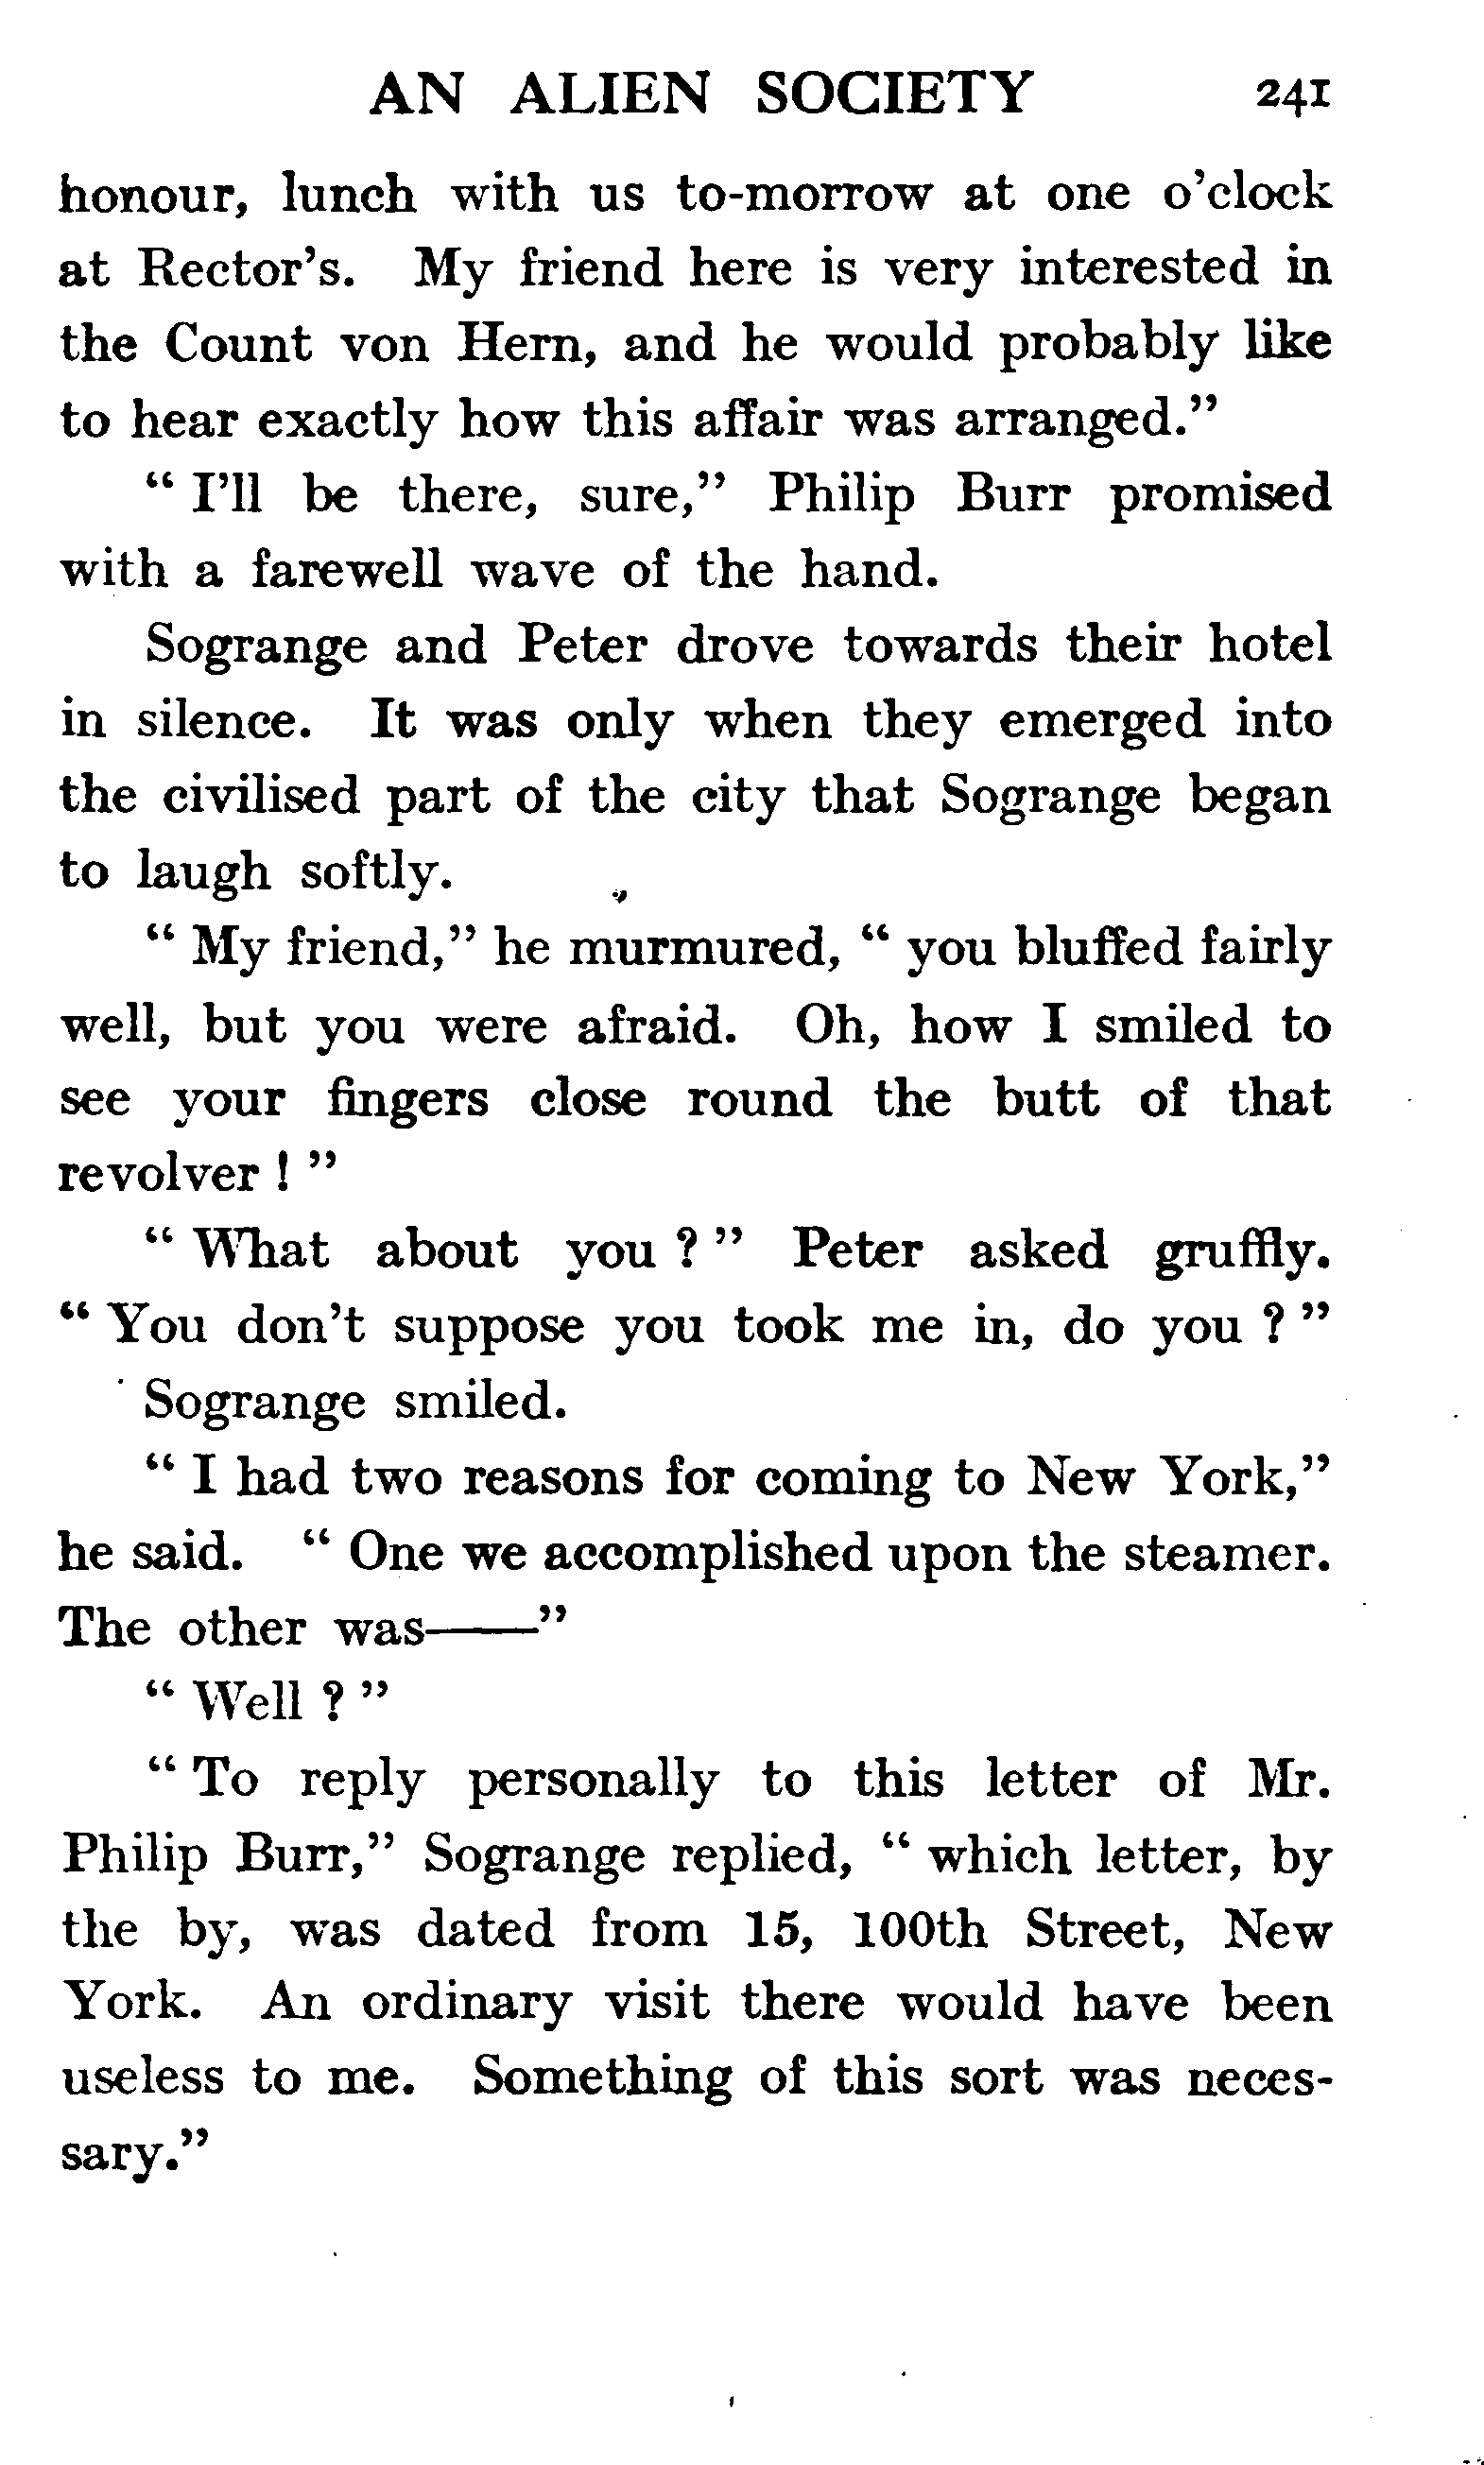 AN ALIEN SOCIETY 241
honour, lunch with us to-morrow at one o'clock
at Rector's. My friend here is very interested in
the Count von Hern, and he would probably like
to hear exactly how this affair was arranged."
" I'll be there, sure," Philip Burr promised
with a farewell wave of the hand.
Sogrange and Peter drove towards their hotel
in silence. It was only when they emerged into
the civilised part of the city that Sogrange began
to laugh softly.
" My friend," he murmured, " you bluffed fairly
well, but you were afraid. Oh, how I smiled to
see your fingers close round the butt of that
revolver ! "
" What about you ? " Peter asked gruffly.
" You don't suppose you took me in, do you ? "
Sogrange smiled.
" I had two reasons for coming to New York,"
he said. " One we accomplished upon the steamer.
The other was——"
" Well ? "
" To reply personally to this letter of Mr.
Philip Burr," Sogrange replied, " which letter, by
the by, was dated from 15, 100th Street, New
York. An ordinary visit there would have been
useless to me. Something of this sort was neces-
sary."